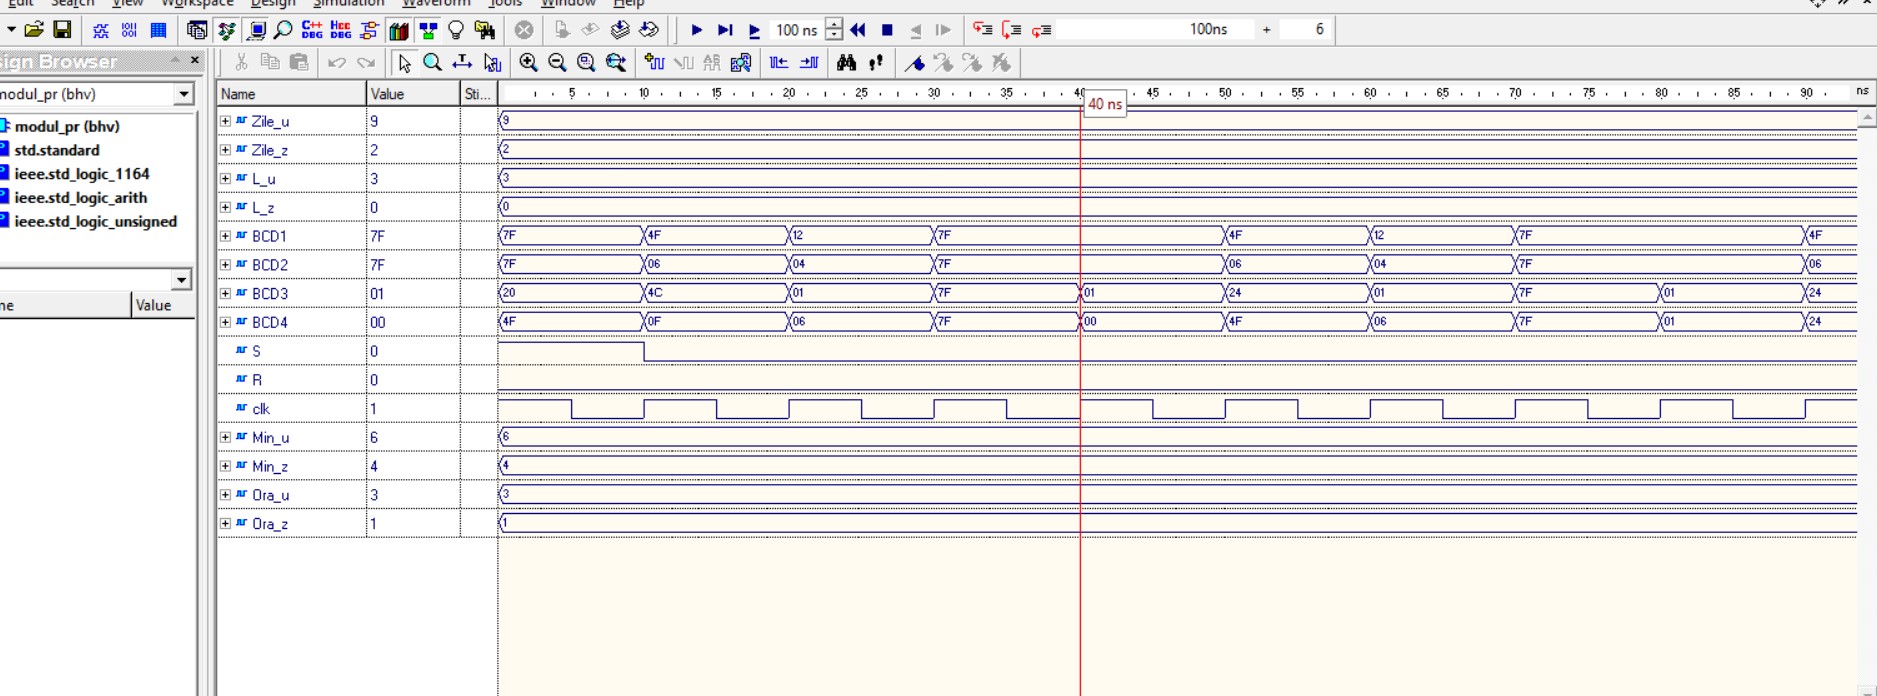 Edit Search View Workspace Design Simulation Waveform Tools Window Help
C++ DBG HEC DBG 100 ns 100ns + 6
sign Browser
modul_pr (bhv)
modul_pr (bhv)
std.standard
ieee.std_logic_1164
ieee.std_logic_arith
ieee.std_logic_unsigned
Value
Name Value Sti... 5 10 15 20 25 30 35 40 45 50 55 60 65 70 75 80 85 90 ns
40 ns
Zile_u 9 9
Zile_z 2 2
L_u 3 3
L_z 0 0
BCD1 7F 7F 4F 12 7F 4F 12 7F 4F
BCD2 7F 7F 06 04 7F 06 04 7F 06
BCD3 01 20 4C 01 7F 01 24 01 7F 01 24
BCD4 00 4F 0F 06 7F 00 4F 06 7F 01 24
S 0
R 0
clk 1
Min_u 6 6
Min_z 4 4
Ora_u 3 3
Ora_z 1 1